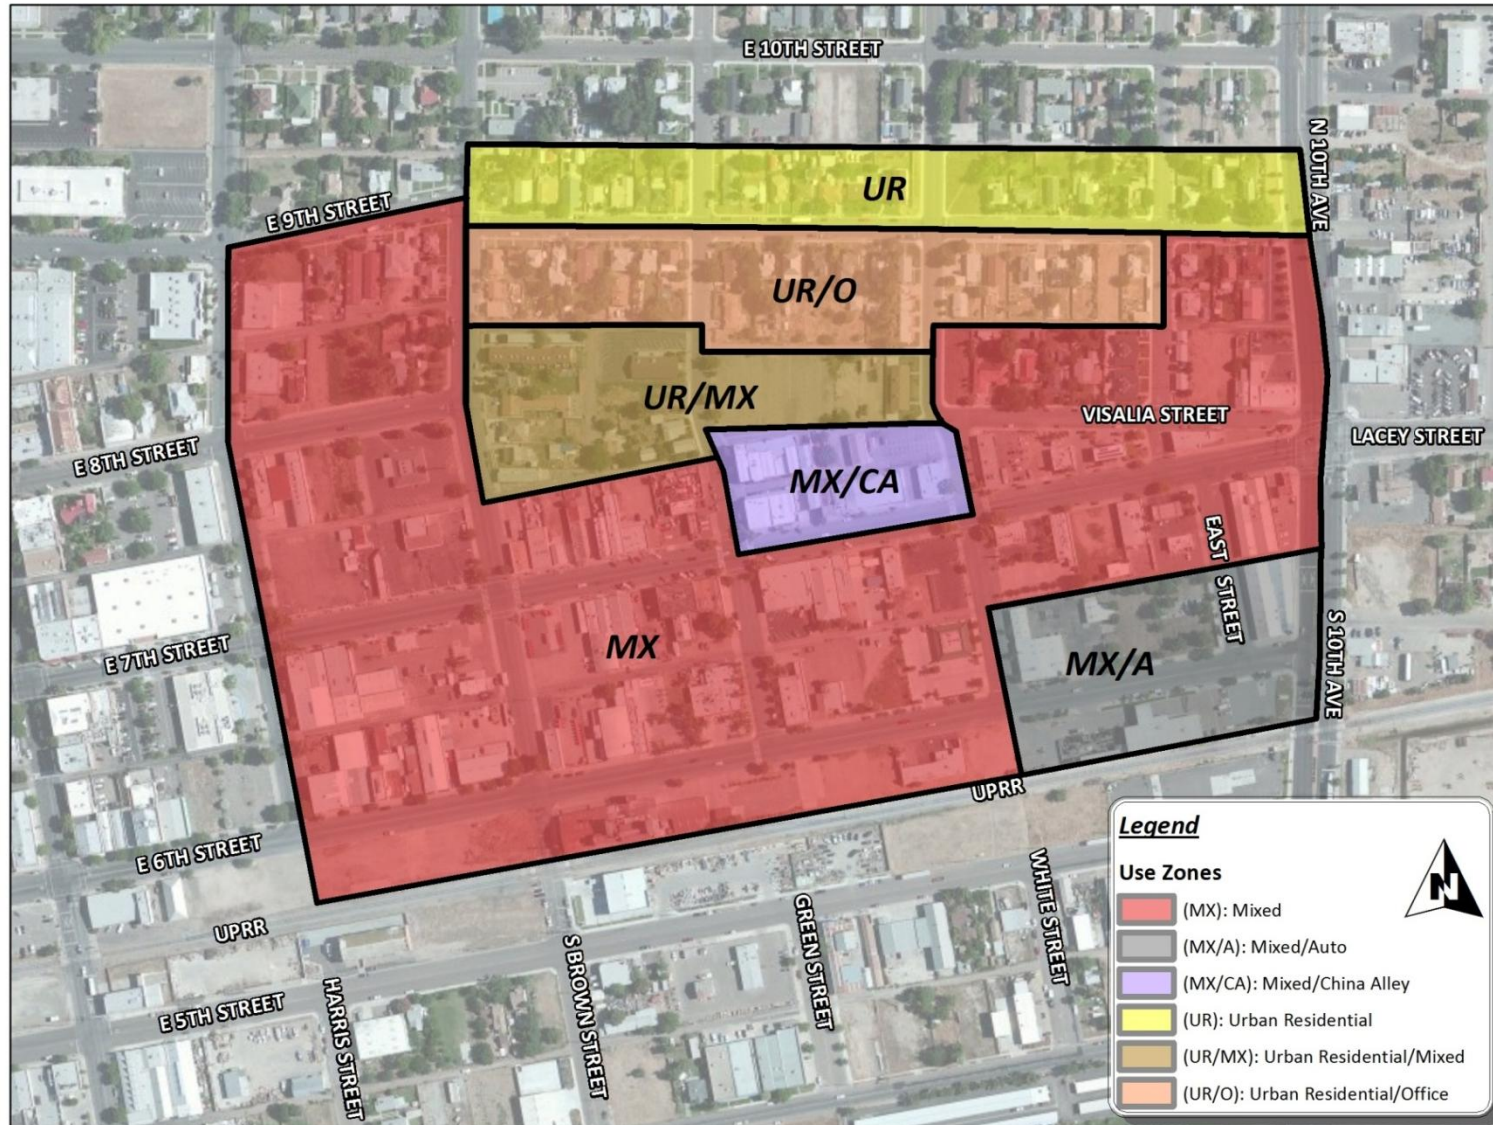 E 10TH STREET
N 10TH AVE
E 9TH STREET
UR
UR/O
UR/MX
VISALIA STREET
LACEY STREET
E 8TH STREET
MX/CA
EAST STREET
MX
MX/A
E 7TH STREET
S 10TH AVE
UPRR
E 6TH STREET
UPRR
E 5TH STREET
HARRIS STREET
S BROWN STREET
GREEN STREET
WHITE STREET
Legend
Use Zones
N
(MX): Mixed
(MX/A): Mixed/Auto
(MX/CA): Mixed/China Alley
(UR): Urban Residential
(UR/MX): Urban Residential/Mixed
(UR/O): Urban Residential/Office